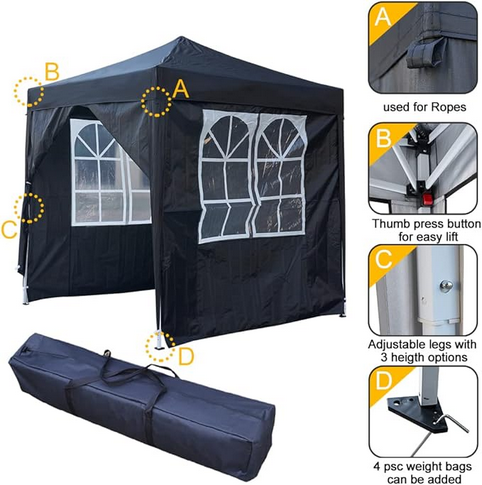 A
B
C
D
A
used for Ropes
B
Thumb press button
for easy lift
C
Adjustable legs with
3 heigth options
D
4 psc weight bags
can be added